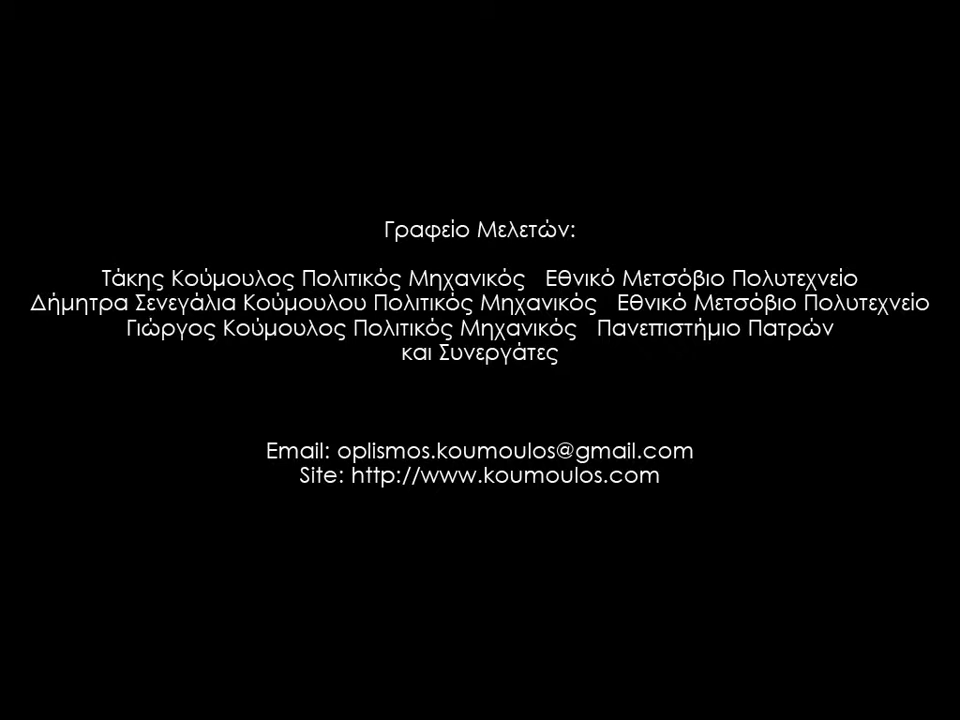 Γραφείο Μελετών:
Τάκης Κούμουλος Πολιτικός Μηχανικός Εθνικό Μετσόβιο Πολυτεχνείο
Δήμητρα Σενεγάλια Κούμουλου Πολιτικός Μηχανικός Εθνικό Μετσόβιο Πολυτεχνείο
Γιώργος Κούμουλος Πολιτικός Μηχανικός Πανεπιστήμιο Πατρών
και Συνεργάτες
Email: oplismos.koumoulos@gmail.com
Site: http://www.koumoulos.com